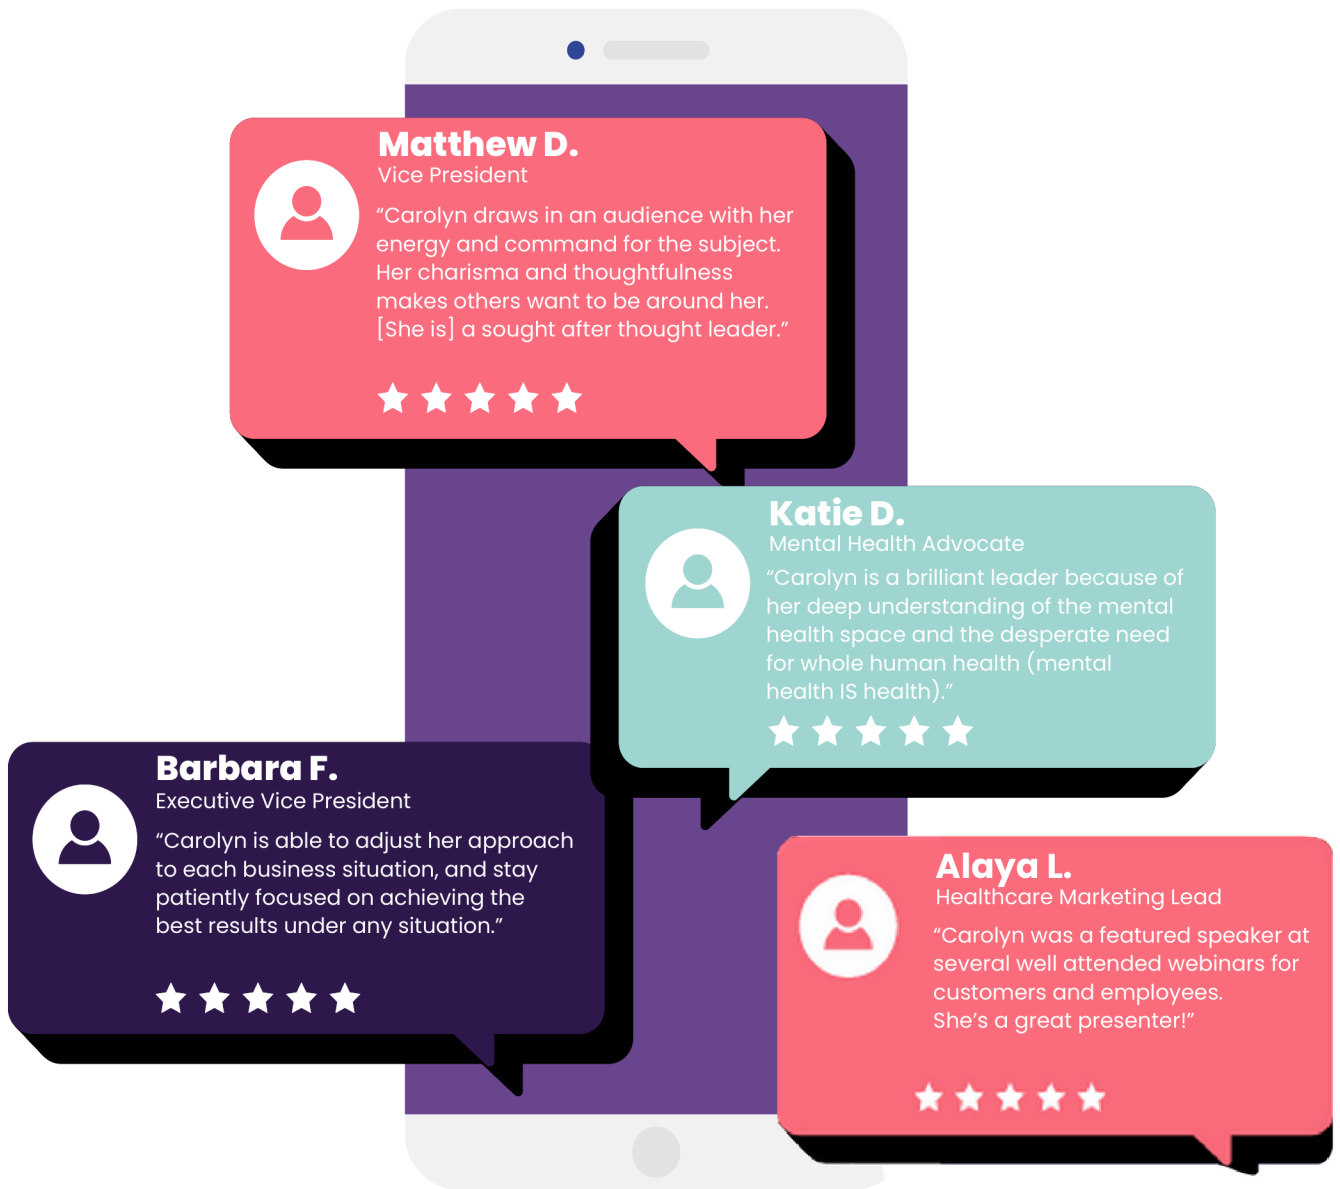 Matthew D.
Vice President
“Carolyn draws in an audience with her
energy and command for the subject.
Her charisma and thoughtfulness
makes others want to be around her.
[She is] a sought after thought leader.”
Katie D.
Mental Health Advocate
“Carolyn is a brilliant leader because of
her deep understanding of the mental
health space and the desperate need
for whole human health (mental
health IS health).”
Barbara F.
Executive Vice President
“Carolyn is able to adjust her approach
to each business situation, and stay
patiently focused on achieving the
best results under any situation.”
Alaya L.
Healthcare Marketing Lead
“Carolyn was a featured speaker at
several well attended webinars for
customers and employees.
She’s a great presenter!”